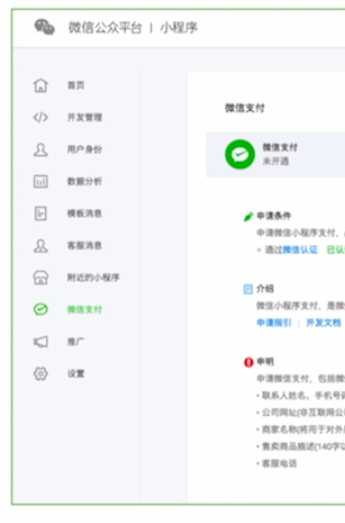 微信公众平台 | 小程序
首页
开发管理
用户身份
数据分析
模板消息
客服消息
附近的小程序
微信支付
推广
设置
微信支付
微信支付
未开通
申请条件
申请微信小程序支付,
• 通过微信认证 已认
介绍
微信小程序支付, 是微
申请指引 | 开发文档
申明
申请微信支付, 包括微
• 联系人姓名、手机号码
• 公司网址(非互联网公
• 商家名称(将用于对外
• 售卖商品描述(140字以
• 客服电话